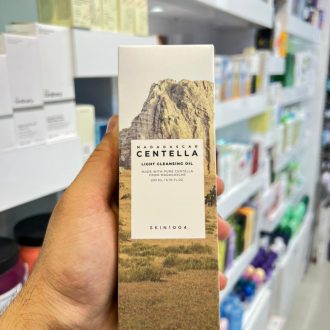 MADAGASCAR
CENTELLA
LIGHT CLEANSING OIL
MADE WITH PURE CENTELLA
FROM MADAGASCAR
SKIN1004